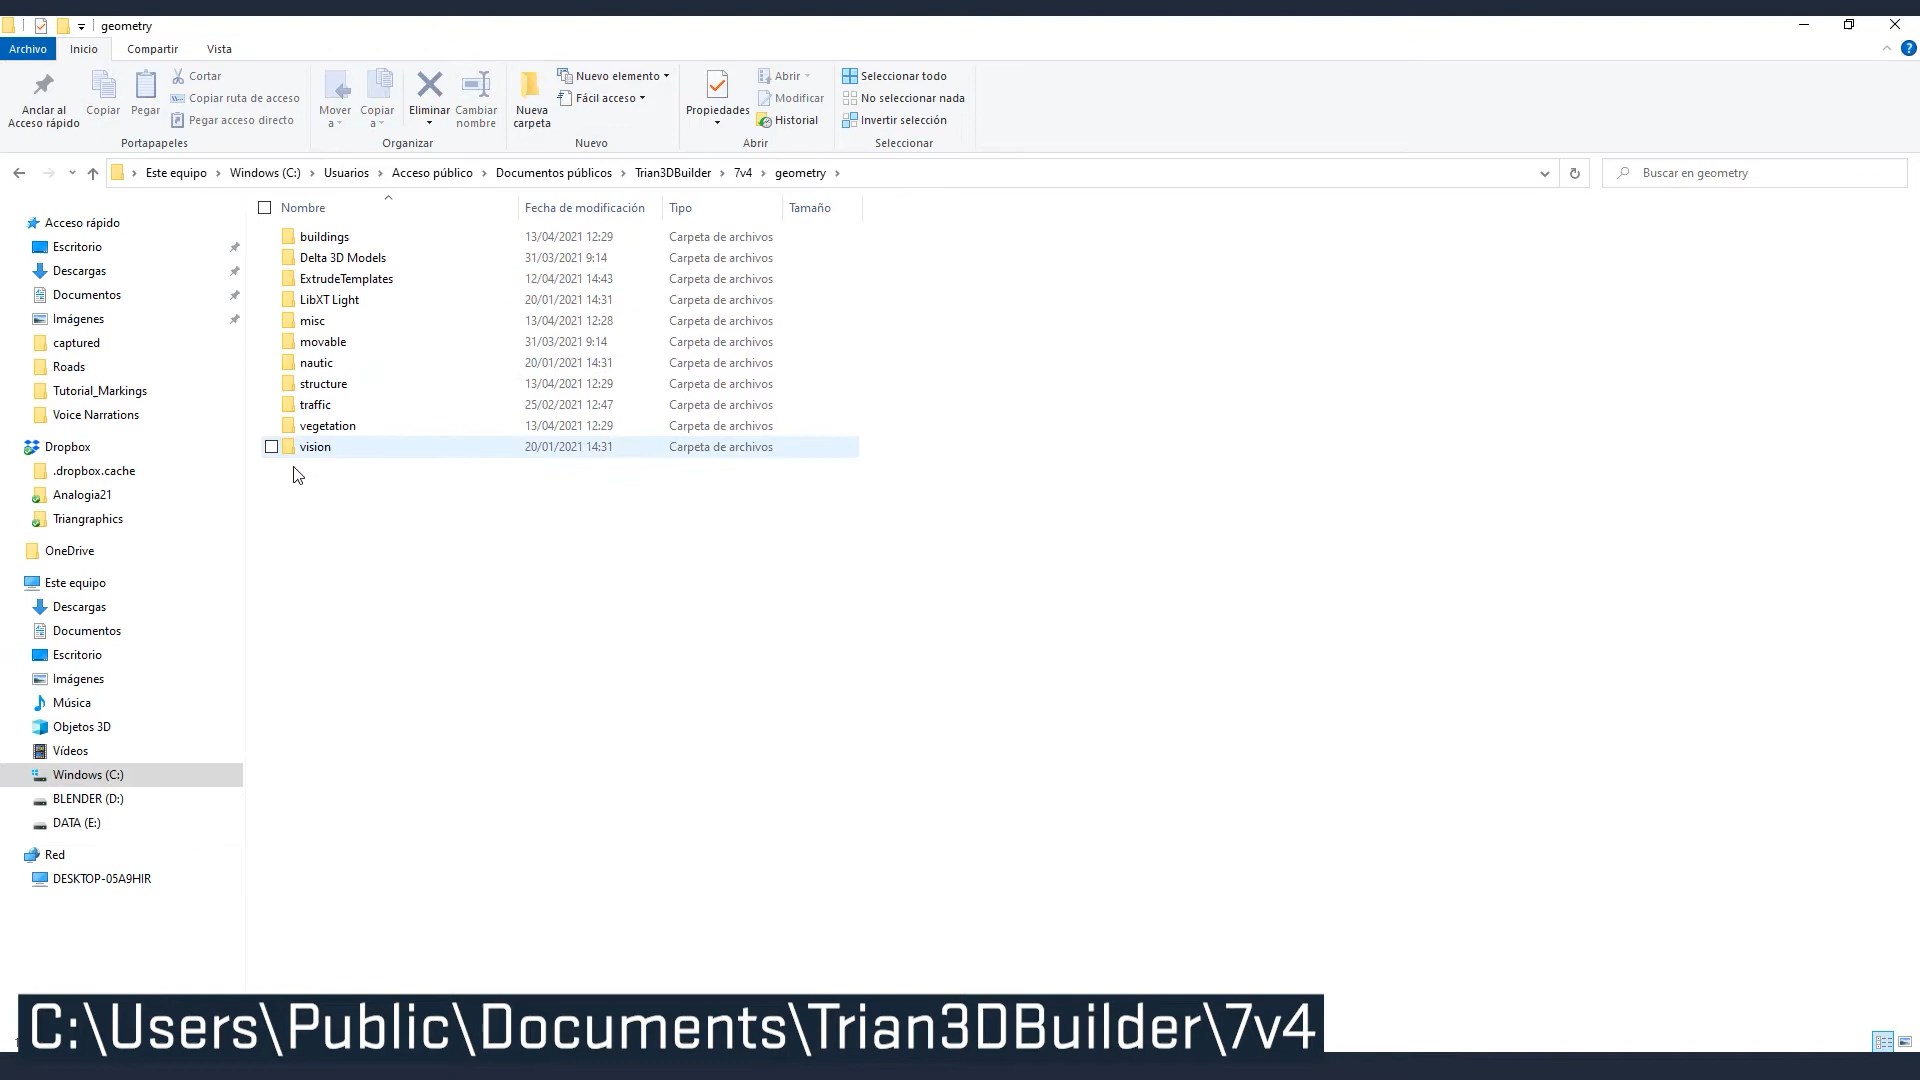 geometry
Archivo Inicio Compartir Vista
Anclar al Acceso rápido
Copiar
Pegar
Cortar
Copiar ruta de acceso
Pegar acceso directo
Portapapeles
Mover a
Copiar a
Eliminar
Cambiar nombre
Organizar
Nueva carpeta
Nuevo elemento
Fácil acceso
Nuevo
Propiedades
Abrir
Modificar
Historial
Abrir
Seleccionar todo
No seleccionar nada
Invertir selección
Seleccionar
Este equipo > Windows (C:) > Usuarios > Acceso público > Documentos públicos > Trian3DBuilder > 7v4 > geometry >
Buscar en geometry
Acceso rápido
Escritorio
Descargas
Documentos
Imágenes
captured
Roads
Tutorial_Markings
Voice Narrations
Dropbox
.dropbox.cache
Analogia21
Triangraphics
OneDrive
Este equipo
Descargas
Documentos
Escritorio
Imágenes
Música
Objetos 3D
Vídeos
Windows (C:)
BLENDER (D:)
DATA (E:)
Red
DESKTOP-05A9HIR
Nombre Fecha de modificación Tipo Tamaño
buildings 13/04/2021 12:29 Carpeta de archivos
Delta 3D Models 31/03/2021 9:14 Carpeta de archivos
ExtrudeTemplates 12/04/2021 14:43 Carpeta de archivos
LibXT Light 20/01/2021 14:31 Carpeta de archivos
misc 13/04/2021 12:28 Carpeta de archivos
movable 31/03/2021 9:14 Carpeta de archivos
nautic 20/01/2021 14:31 Carpeta de archivos
structure 13/04/2021 12:29 Carpeta de archivos
traffic 25/02/2021 12:47 Carpeta de archivos
vegetation 13/04/2021 12:29 Carpeta de archivos
vision 20/01/2021 14:31 Carpeta de archivos
C:\Users\Public\Documents\Trian3DBuilder\7v4